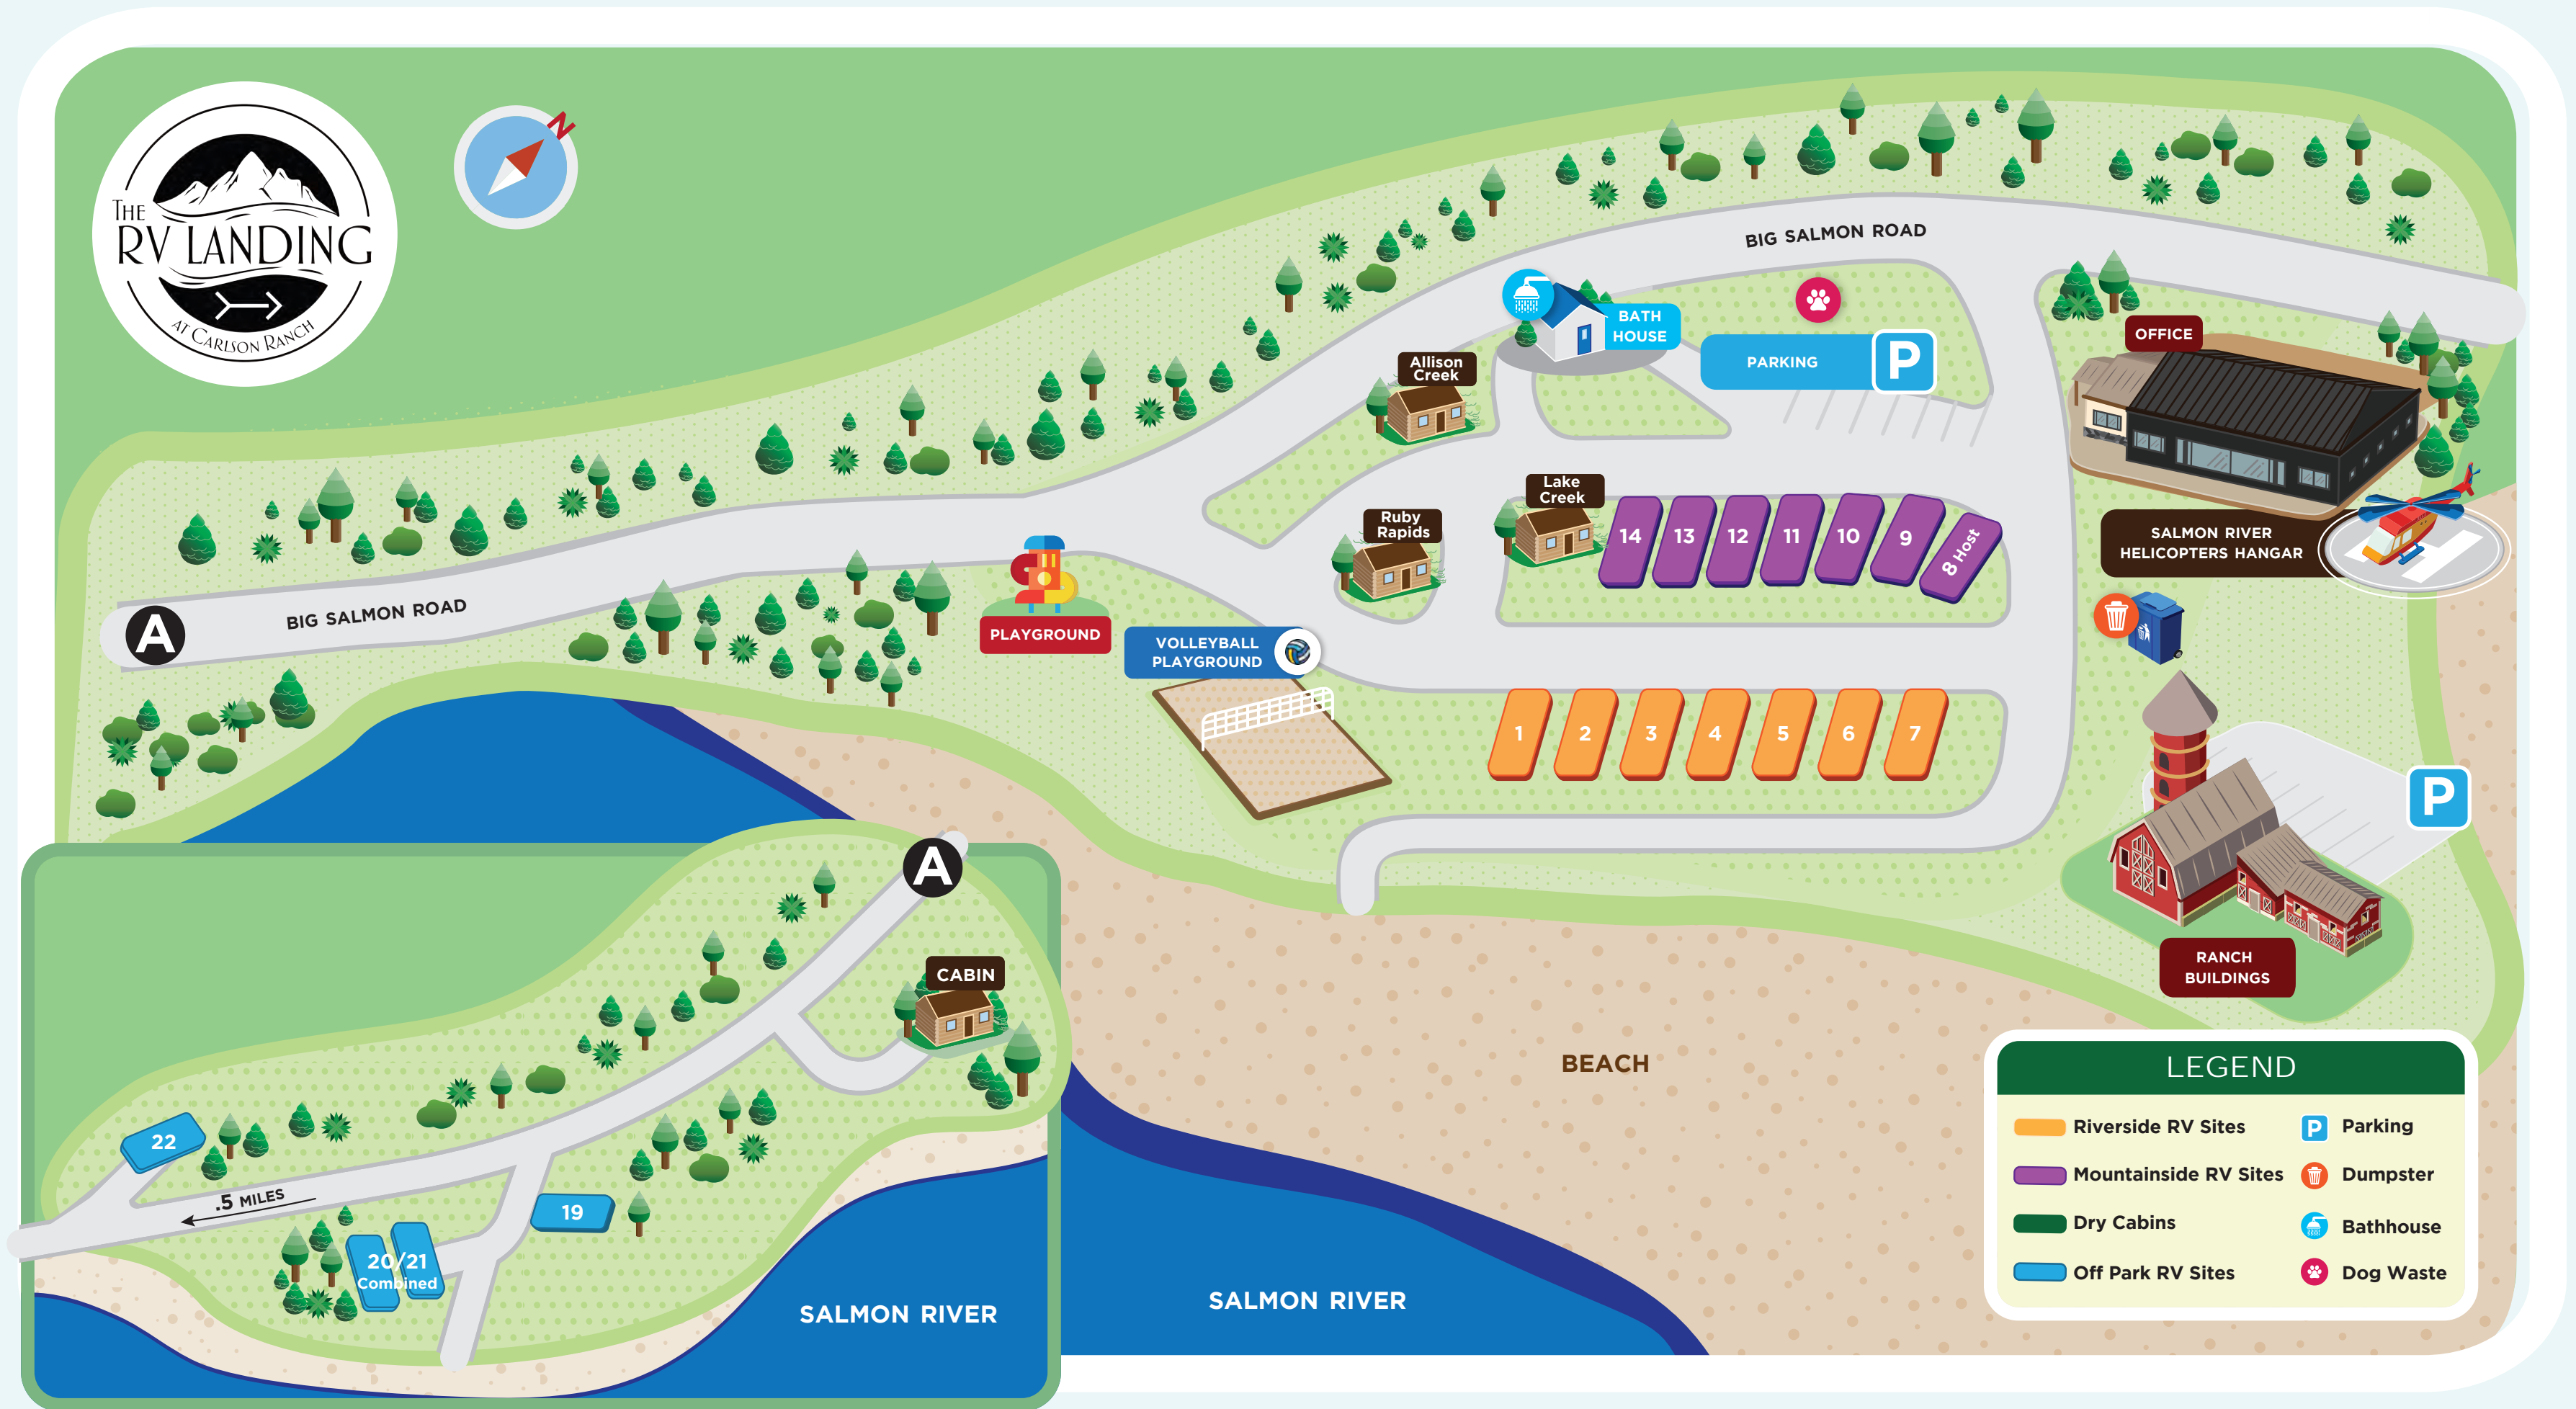 THE
RV LANDING
AT CARLSON RANCH
N
BIG SALMON ROAD
BATH
HOUSE
PARKING
P
OFFICE
Allison
Creek
Lake
Creek
Ruby
Rapids
14
13
12
11
10
9
8 Host
SALMON RIVER
HELICOPTERS HANGAR
A
BIG SALMON ROAD
PLAYGROUND
VOLLEYBALL
PLAYGROUND
1
2
3
4
5
6
7
P
RANCH
BUILDINGS
A
CABIN
22
.5 MILES
19
20/21
Combined
SALMON RIVER
SALMON RIVER
BEACH
LEGEND
Riverside RV Sites
Mountainside RV Sites
Dry Cabins
Off Park RV Sites
P Parking
Dumpster
Bathhouse
Dog Waste